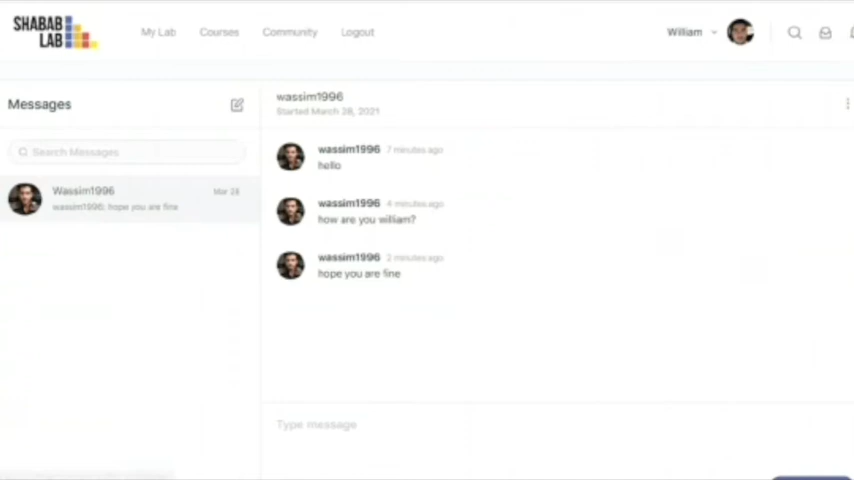 SHABAB
LAB
My Lab
Courses
Community
Logout
William
Messages
Search Messages
Wassim1996
Mar 28
wassim1996: hope you are fine
wassim1996
Started March 28, 2021
wassim1996 7 minutes ago
hello
wassim1996 4 minutes ago
how are you william?
wassim1996 2 minutes ago
hope you are fine
Type message